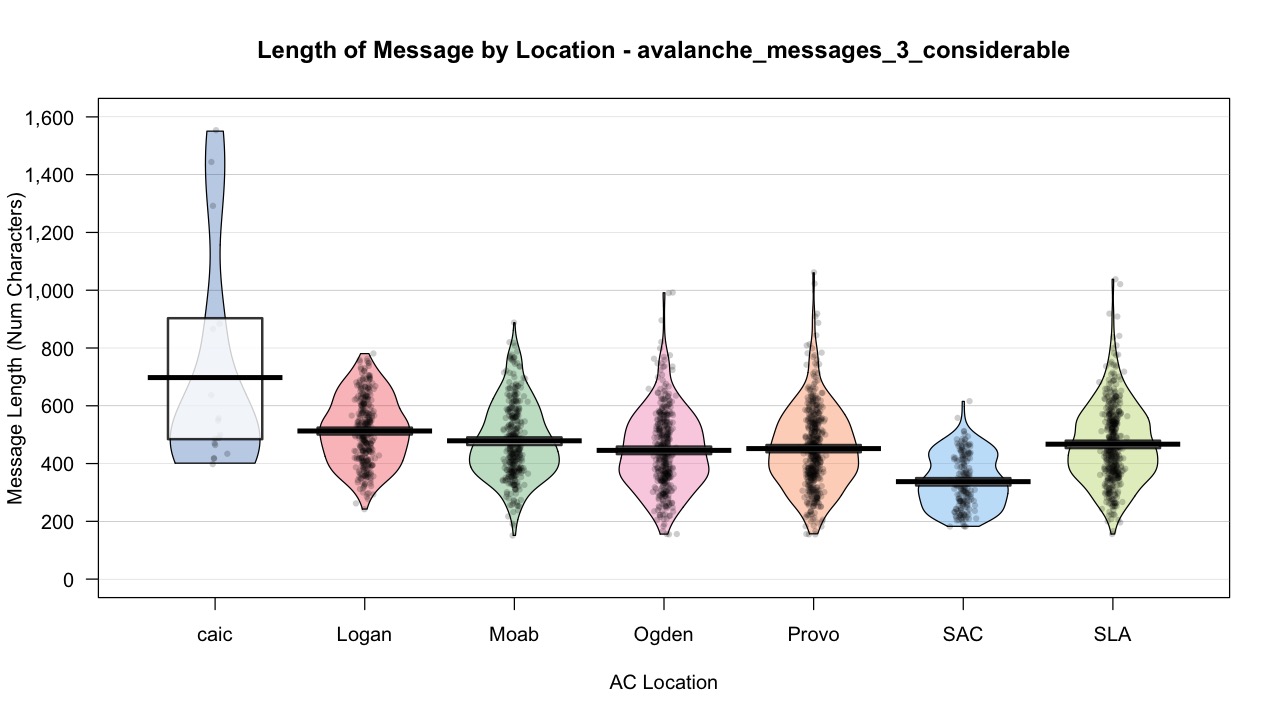 Length of Message by Location - avalanche_messages_3_considerable
Message Length (Num Characters)
1,600
1,400
1,200
1,000
800
600
400
200
0
caic Logan Moab Ogden Provo SAC SLA
AC Location